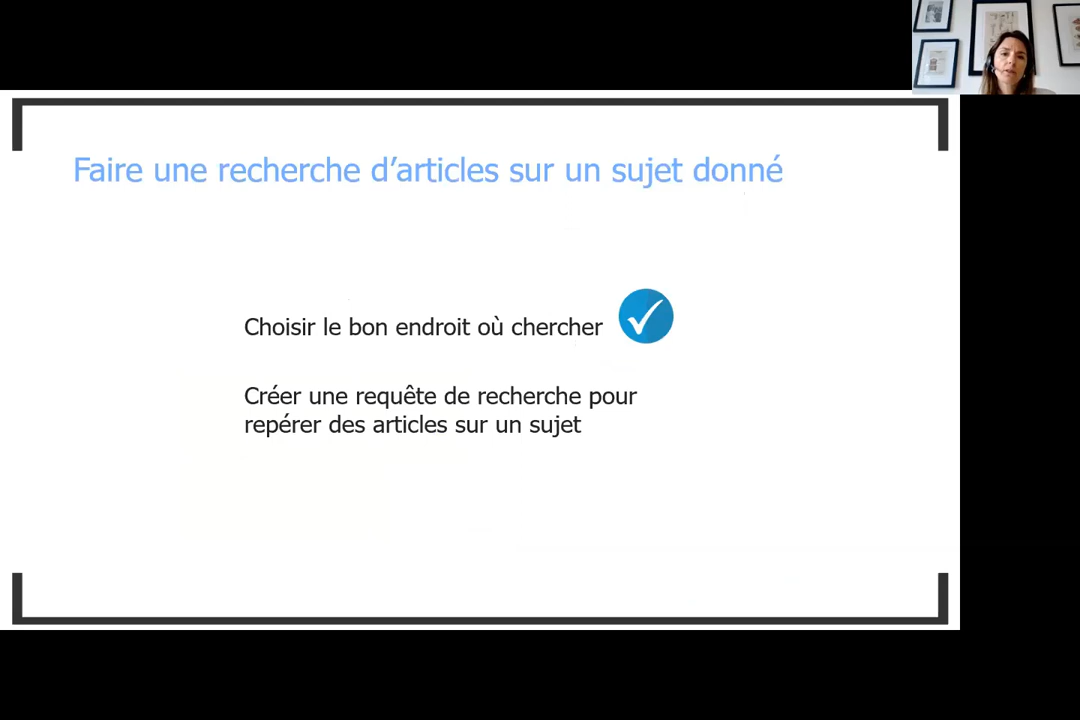 Faire une recherche d’articles sur un sujet donné
Choisir le bon endroit où chercher
Créer une requête de recherche pour
repérer des articles sur un sujet